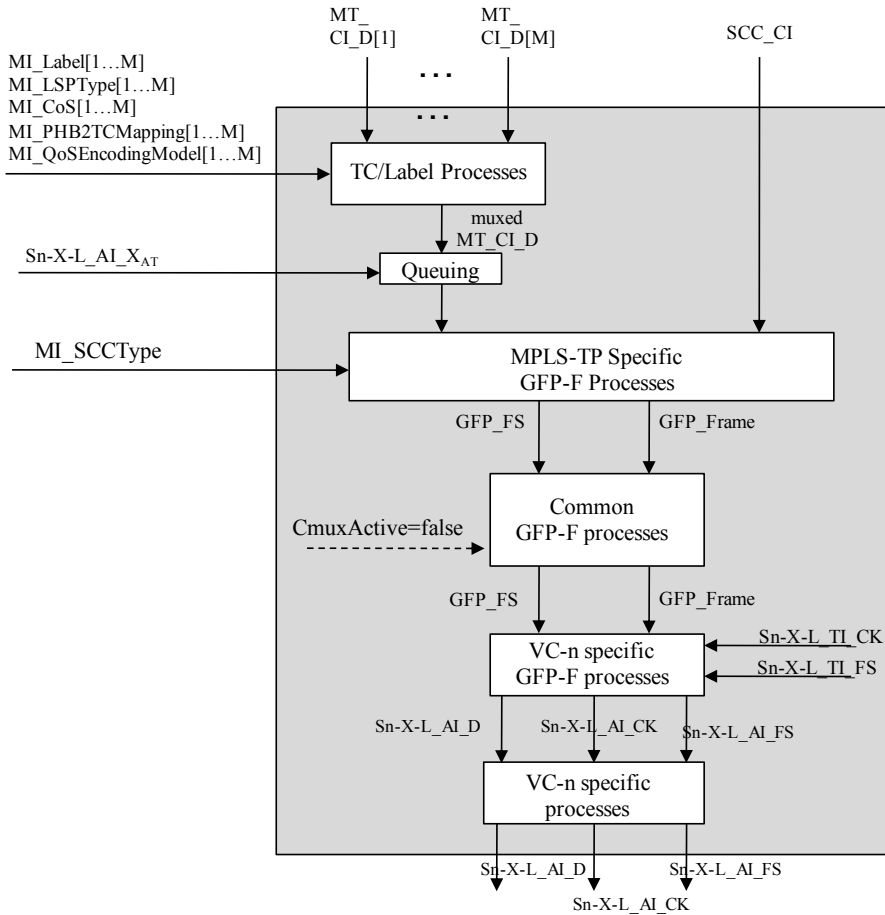 MT_
CI_D[1]
MT_
CI_D[M]
SCC_CI
MI_Label[1…M]
MI_LSPType[1…M]
MI_CoS[1…M]
MI_PHB2TCMapping[1…M]
MI_QoSEncodingModel[1…M]
...
...
TC/Label Processes
muxed
MT_CI_D
Sn-X-L_AI_XAT
Queuing
MI_SCCType
MPLS-TP Specific
GFP-F Processes
GFP_FS
GFP_Frame
Common
GFP-F processes
CmuxActive=false
GFP_FS
GFP_Frame
VC-n specific
GFP-F processes
Sn-X-L_TI_CK
Sn-X-L_TI_FS
Sn-X-L_AI_D
Sn-X-L_AI_CK
Sn-X-L_AI_FS
VC-n specific
processes
Sn-X-L_AI_D
Sn-X-L_AI_FS
Sn-X-L_AI_CK